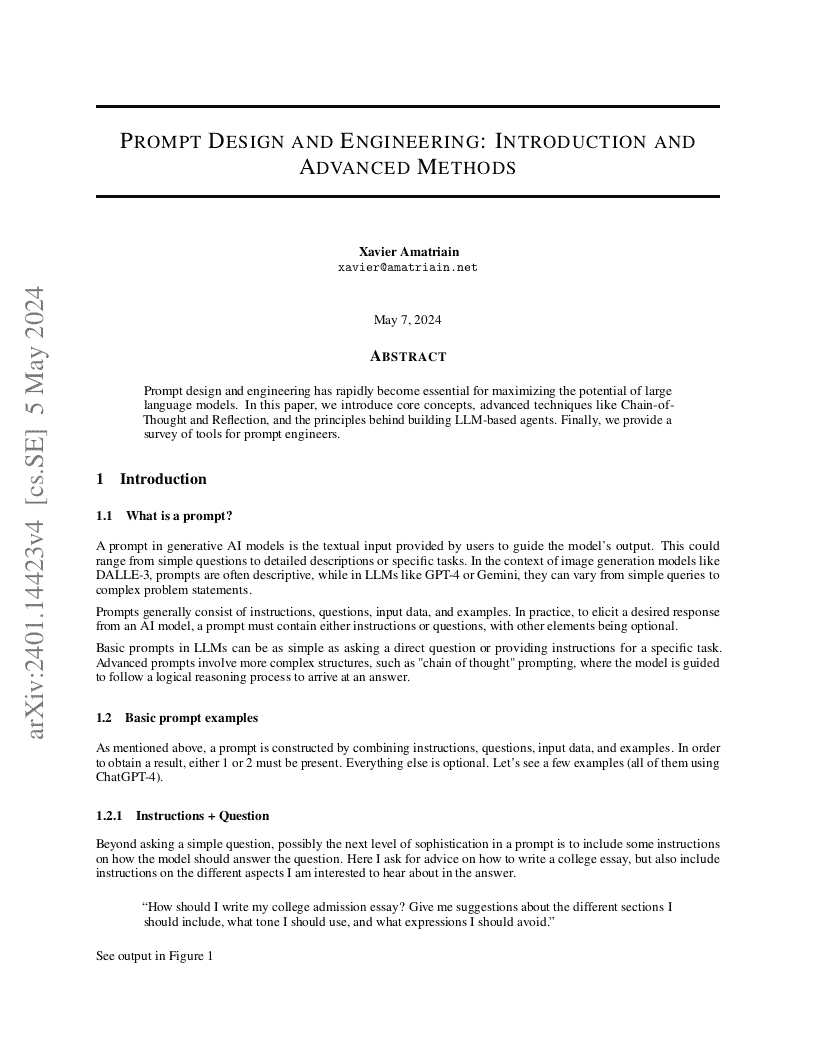 PROMPT DESIGN AND ENGINEERING: INTRODUCTION AND
ADVANCED METHODS
Xavier Amatriain
xavier@amatriain.net
May 7, 2024
ABSTRACT
Prompt design and engineering has rapidly become essential for maximizing the potential of large
language models. In this paper, we introduce core concepts, advanced techniques like Chain-of-
Thought and Reflection, and the principles behind building LLM-based agents. Finally, we provide a
survey of tools for prompt engineers.
1 Introduction
1.1 What is a prompt?
A prompt in generative AI models is the textual input provided by users to guide the model's output. This could
range from simple questions to detailed descriptions or specific tasks. In the context of image generation models like
DALLE-3, prompts are often descriptive, while in LLMs like GPT-4 or Gemini, they can vary from simple queries to
complex problem statements.
Prompts generally consist of instructions, questions, input data, and examples. In practice, to elicit a desired response
from an AI model, a prompt must contain either instructions or questions, with other elements being optional.
Basic prompts in LLMs can be as simple as asking a direct question or providing instructions for a specific task.
Advanced prompts involve more complex structures, such as "chain of thought" prompting, where the model is guided
to follow a logical reasoning process to arrive at an answer.
1.2 Basic prompt examples
As mentioned above, a prompt is constructed by combining instructions, questions, input data, and examples. In order
to obtain a result, either 1 or 2 must be present. Everything else is optional. Let's see a few examples (all of them using
ChatGPT-4).
1.2.1 Instructions + Question
Beyond asking a simple question, possibly the next level of sophistication in a prompt is to include some instructions
on how the model should answer the question. Here I ask for advice on how to write a college essay, but also include
instructions on the different aspects I am interested to hear about in the answer.
“How should I write my college admission essay? Give me suggestions about the different sections I
should include, what tone I should use, and what expressions I should avoid.”
See output in Figure 1
arXiv:2401.14423v4 [cs.SE] 5 May 2024